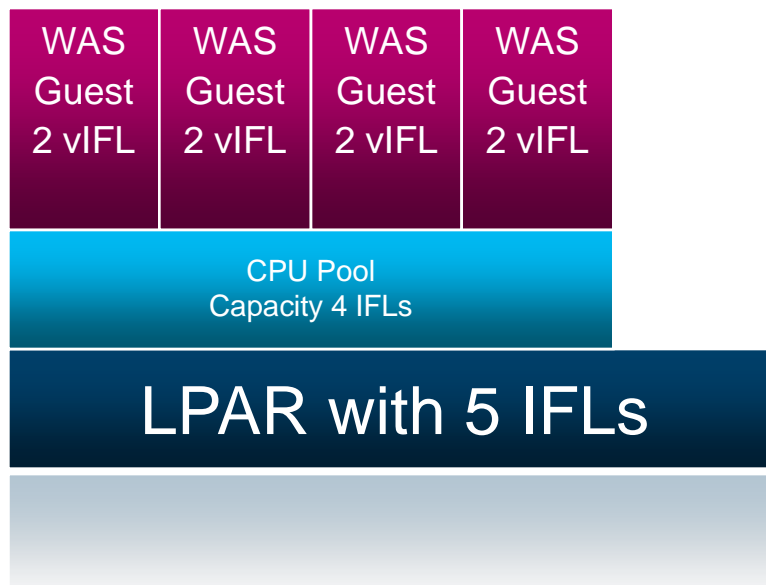 WAS
Guest
2 vIFL
WAS
Guest
2 vIFL
WAS
Guest
2 vIFL
WAS
Guest
2 vIFL
CPU Pool
Capacity 4 IFLs
LPAR with 5 IFLs